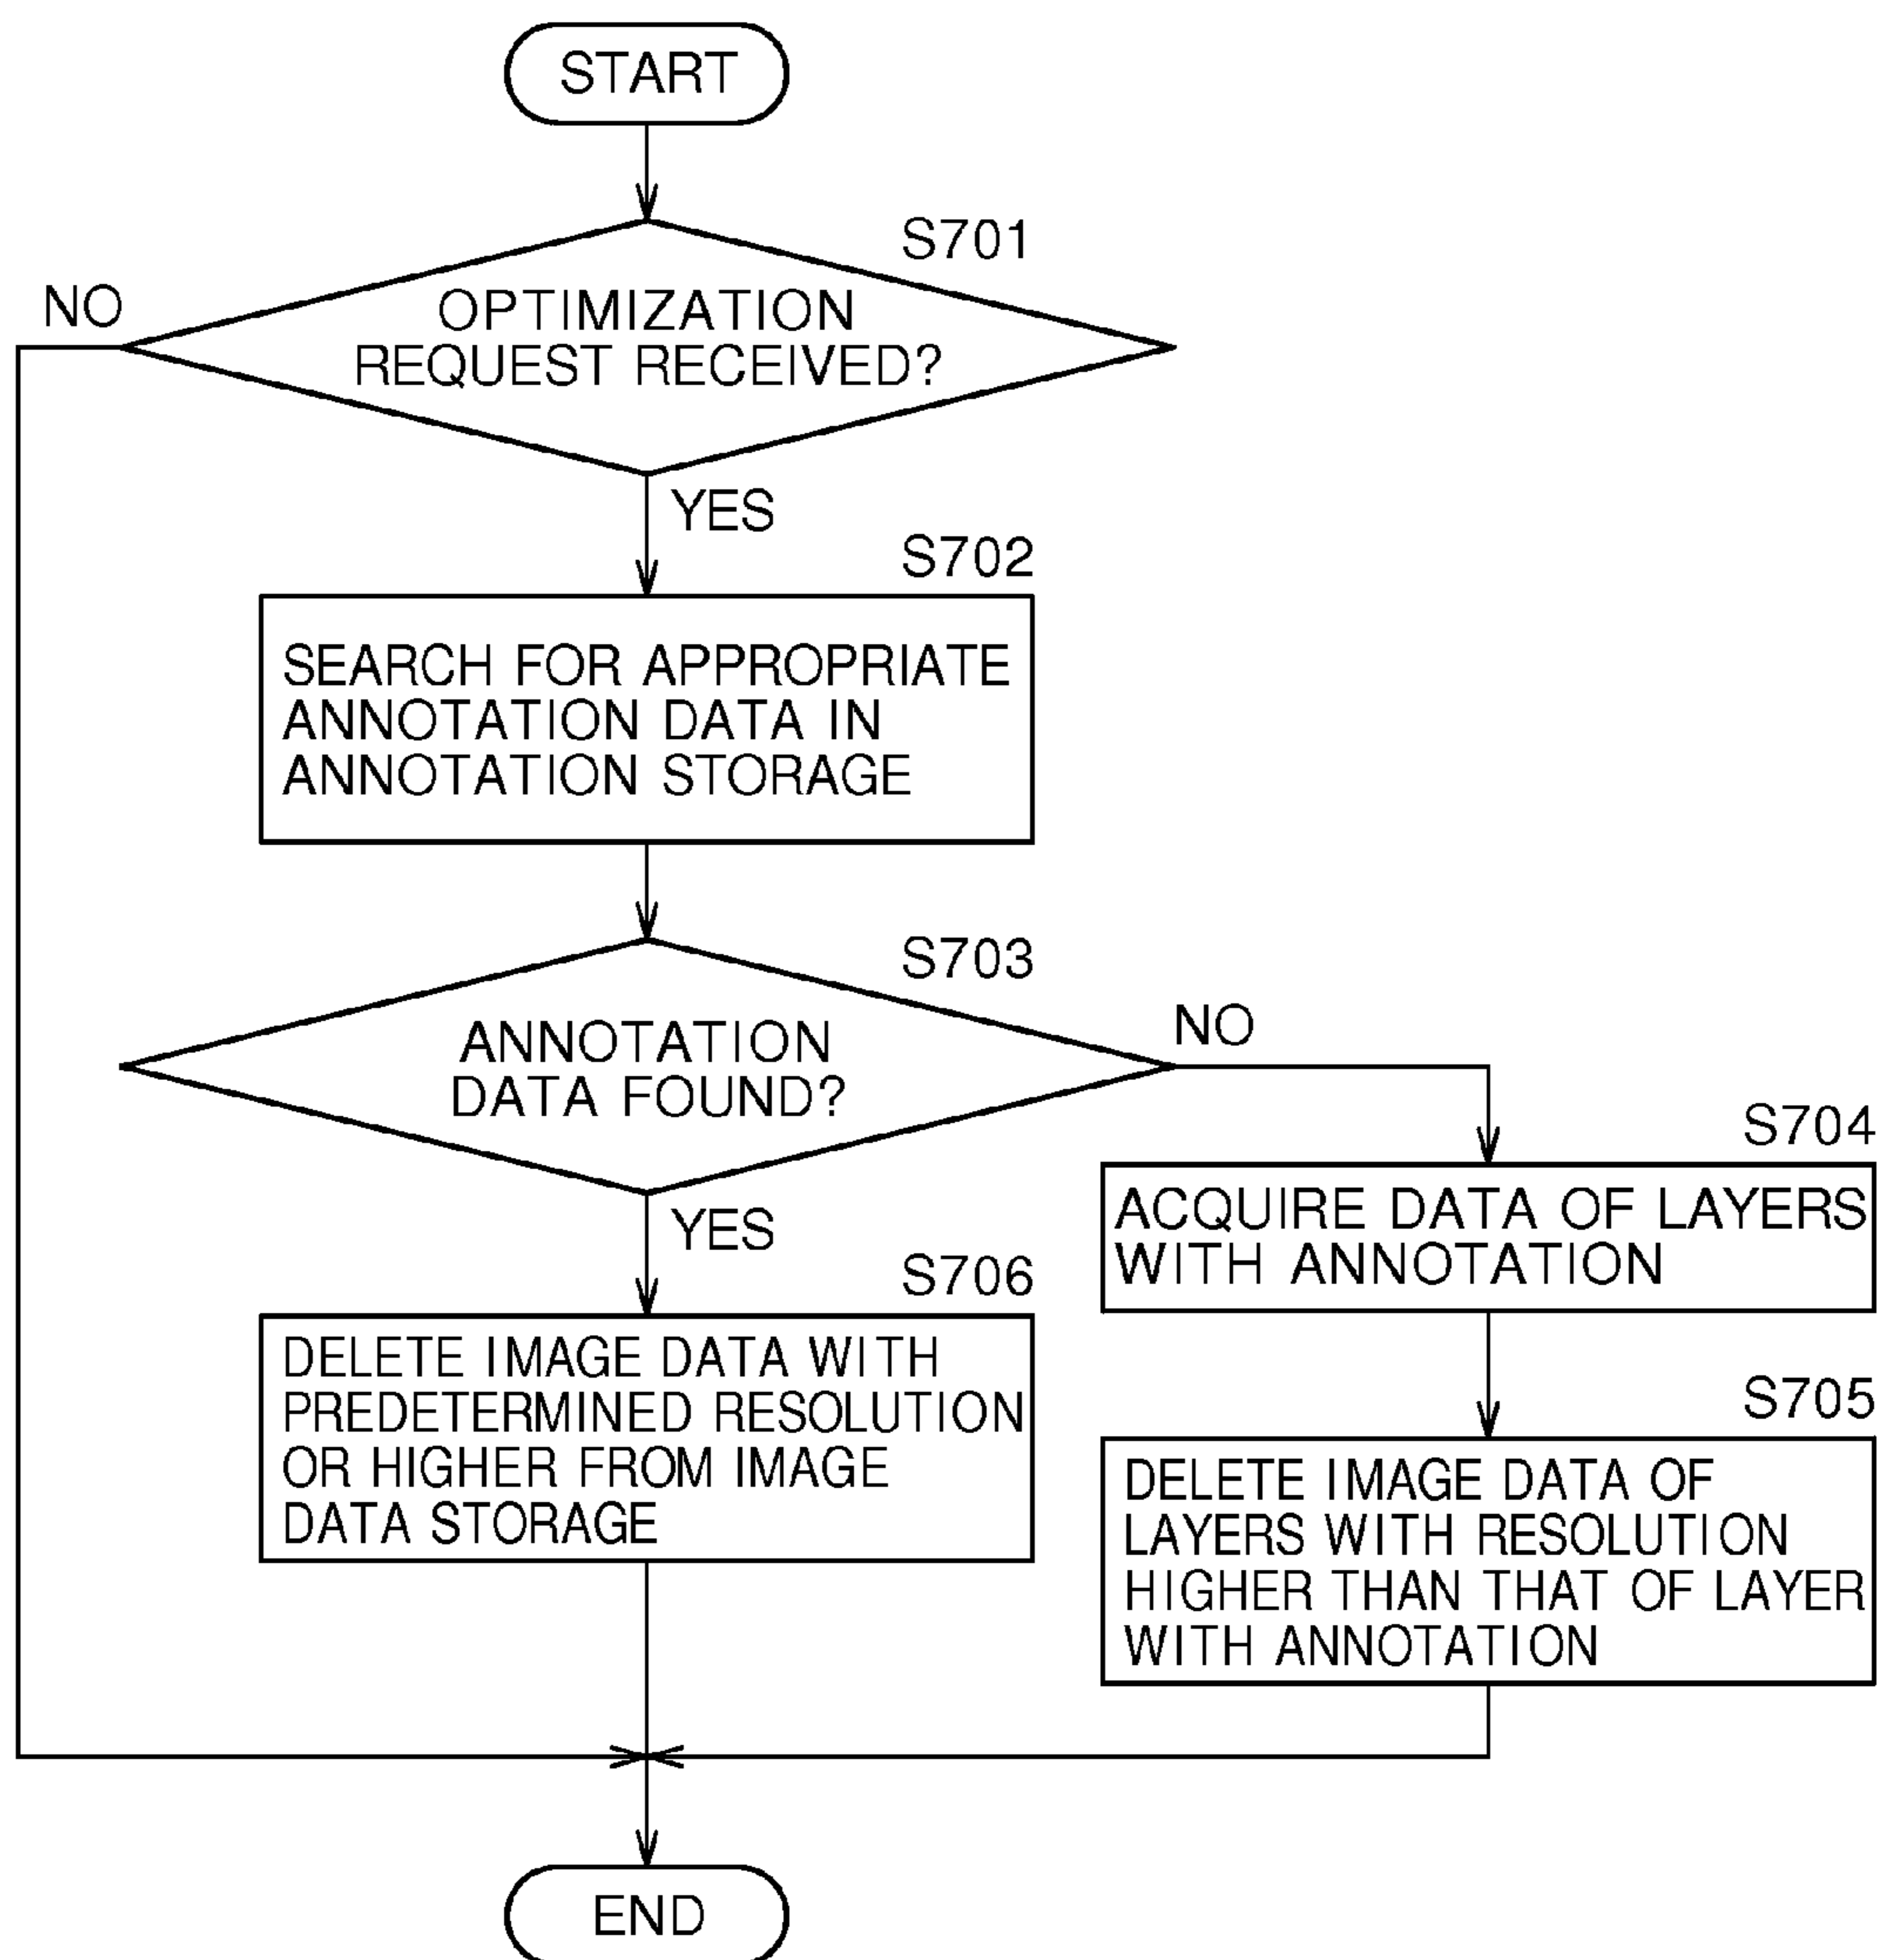 START
S701
NO
OPTIMIZATION
REQUEST RECEIVED?
YES
S702
SEARCH FOR APPROPRIATE
ANNOTATION DATA IN
ANNOTATION STORAGE
S703
ANNOTATION
DATA FOUND?
NO
YES
S704
ACQUIRE DATA OF LAYERS
WITH ANNOTATION
S706
DELETE IMAGE DATA WITH
PREDETERMINED RESOLUTION
OR HIGHER FROM IMAGE
DATA STORAGE
S705
DELETE IMAGE DATA OF
LAYERS WITH RESOLUTION
HIGHER THAN THAT OF LAYER
WITH ANNOTATION
END